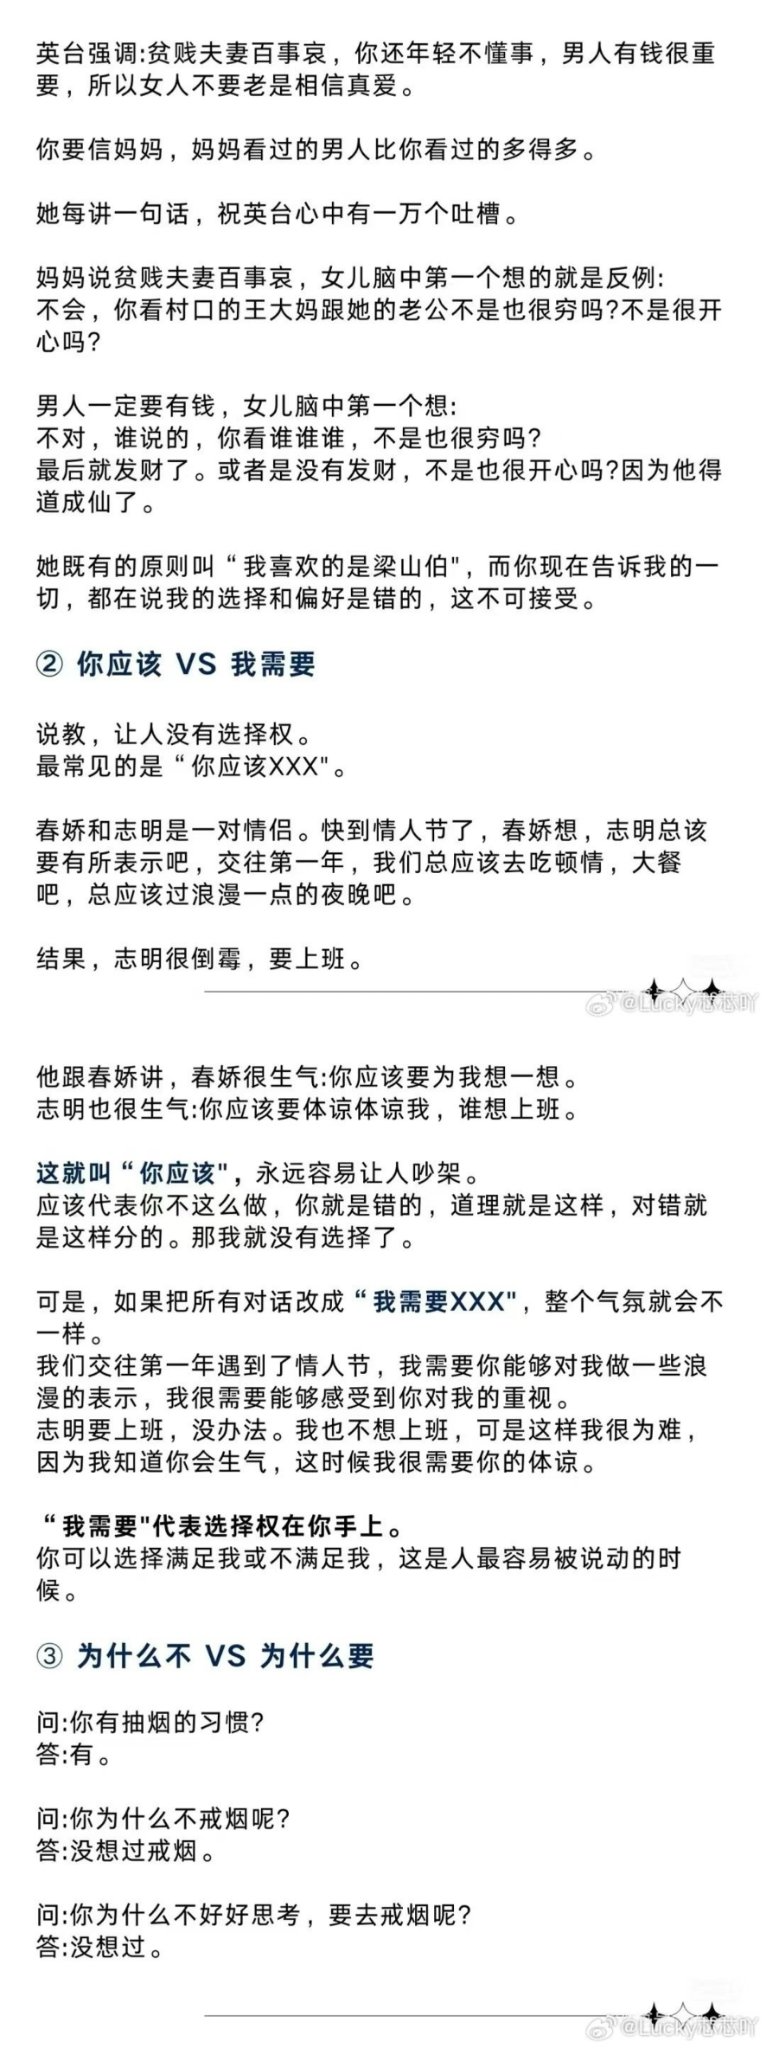 英台强调:贫贱夫妻百事哀，你还年轻不懂事，男人有钱很重
要，所以女人不要老是相信真爱。
你要信妈妈，妈妈看过的男人比你看过的多得多。
她每讲一句话，祝英台心中有一万个吐槽。
妈妈说贫贱夫妻百事哀，女儿脑中第一个想的就是反例:
不会，你看村口的王大妈跟她的老公不是也很穷吗?不是很开
心吗?
男人一定要有钱，女儿脑中第一个想:
不对，谁说的，你看谁谁谁，不是也很穷吗?
最后就发财了。或者是没有发财，不是也很开心吗?因为他得
道成仙了。
她既有的原则叫“我喜欢的是梁山伯"，而你现在告诉我的一
切，都在说我的选择和偏好是错的，这不可接受。
② 你应该 VS 我需要
说教，让人没有选择权。
最常见的是“你应该XXX"。
春娇和志明是一对情侣。快到情人节了，春娇想，志明总该
要有所表示吧，交往第一年，我们总应该去吃顿情，大餐
吧，总应该过浪漫一点的夜晚吧。
结果，志明很倒霉，要上班。
@Lucky芯芯吖
他跟春娇讲，春娇很生气:你应该要为我想一想。
志明也很生气:你应该要体谅体谅我，谁想上班。
这就叫“你应该"，永远容易让人吵架。
应该代表你不这么做，你就是错的，道理就是这样，对错就
是这样分的。那我就没有选择了。
可是，如果把所有对话改成“我需要XXX"，整个气氛就会不
一样。
我们交往第一年遇到了情人节，我需要你能够对我做一些浪
漫的表示，我很需要能够感受到你对我的重视。
志明要上班，没办法。我也不想上班，可是这样我很为难，
因为我知道你会生气，这时候我很需要你的体谅。
“我需要"代表选择权在你手上。
你可以选择满足我或不满足我，这是人最容易被说动的时
候。
③ 为什么不 VS 为什么要
问:你有抽烟的习惯?
答:有。
问:你为什么不戒烟呢?
答:没想过戒烟。
问:你为什么不好好思考，要去戒烟呢?
答:没想过。
@Lucky芯芯吖